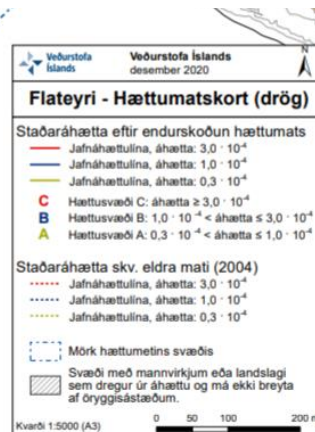 N
Veðurstofa
Íslands
Veðurstofa Íslands
desember 2020
Flateyri - Hættumatskort (drög)
Staðaráhætta eftir endurskoðun hættumats
Jafnáhættulína, áhætta: 3,0 · 10⁻⁴
Jafnáhættulína, áhætta: 1,0 · 10⁻⁴
Jafnáhættulína, áhætta: 0,3 · 10⁻⁴
C Hættusvæði C: áhætta ≥ 3,0 · 10⁻⁴
B Hættusvæði B: 1,0 · 10⁻⁴ < áhætta ≤ 3,0 · 10⁻⁴
A Hættusvæði A: 0,3 · 10⁻⁴ < áhætta ≤ 1,0 · 10⁻⁴
Staðaráhætta skv. eldra mati (2004)
Jafnáhættulína, áhætta: 3,0 · 10⁻⁴
Jafnáhættulína, áhætta: 1,0 · 10⁻⁴
Jafnáhættulína, áhætta: 0,3 · 10⁻⁴
Mörk hættumetins svæðis
Svæði með mannvirkjum eða landslagi
sem dregur úr áhættu og má ekki breyta
af öryggisástæðum.
Kvarði 1:5000 (A3)
0 50 100 200 m